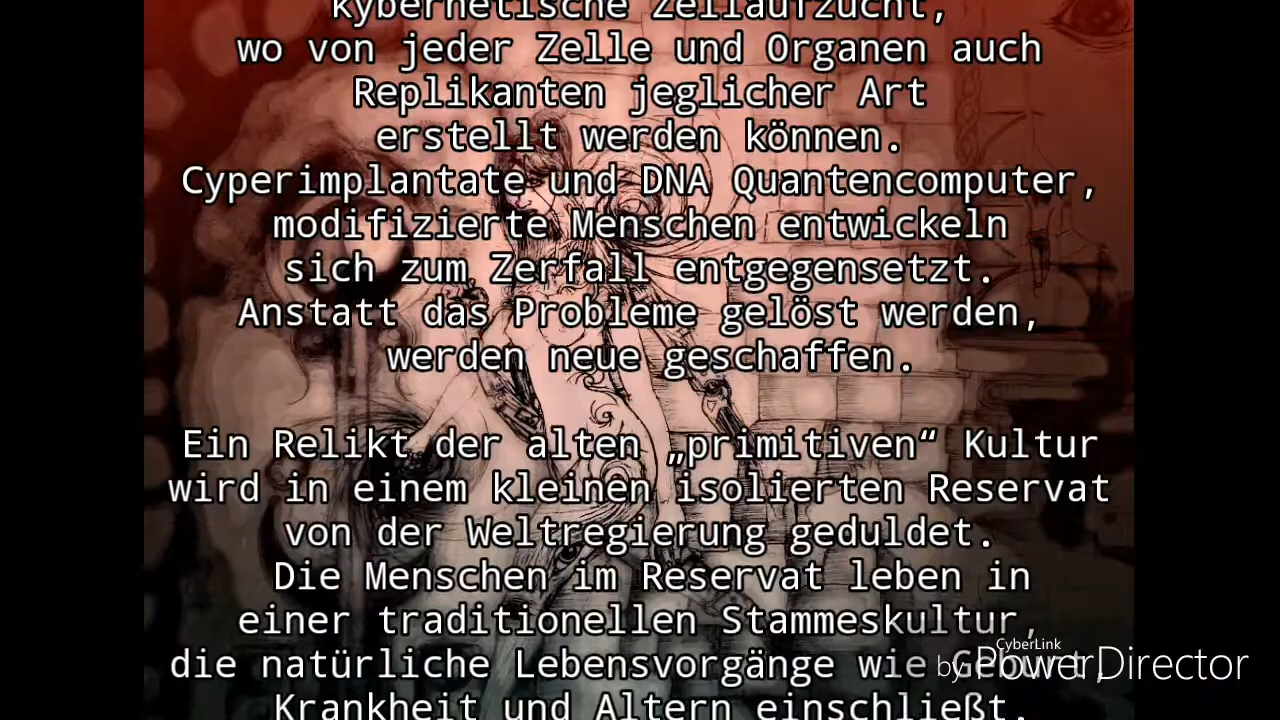 kybernetische Zellaufzucht,
wo von jeder Zelle und Organen auch
Replikanten jeglicher Art
erstellt werden können.
Cyperimplantate und DNA Quantencomputer,
modifizierte Menschen entwickeln
sich zum Zerfall entgegensetzt.
Anstatt das Probleme gelöst werden,
werden neue geschaffen.
Ein Relikt der alten „primitiven“ Kultur
wird in einem kleinen isolierten Reservat
von der Weltregierung geduldet.
Die Menschen im Reservat leben in
einer traditionellen Stammeskultur,
die natürliche Lebensvorgänge wie Geburt,
Krankheit und Altern einschließt.
CyberLink
by PowerDirector